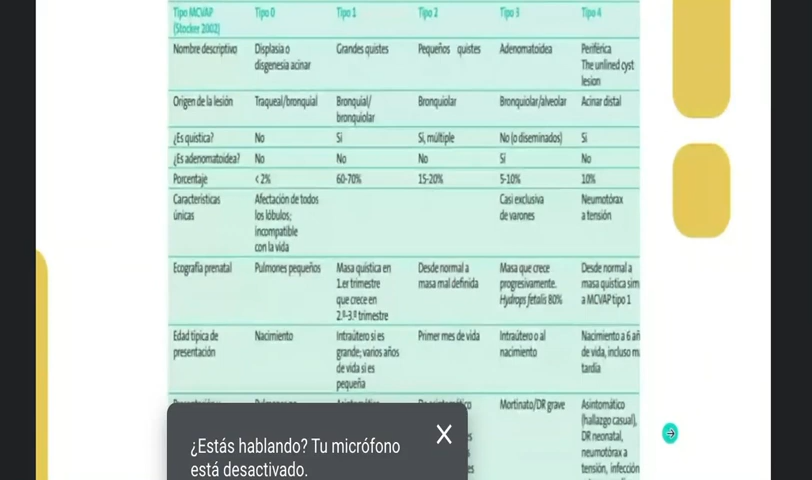 Tipo MCVAP Tipo 0 Tipo 1 Tipo 2 Tipo 3 Tipo 4
(Stocker 2002)
Nombre descriptivo Displasia o Grandes quistes Pequeños quistes Adenomatoidea Periférica
disgenesia acinar The unlined cyst
lesion
Origen de la lesión Traqueal/bronquial Bronquial/ Bronquiolar Bronquiolar/alveolar Acinar distal
bronquiolar
¿Es quística? No Sí Sí, múltiple No (o diseminados) Sí
¿Es adenomatoidea? No No No Sí No
Porcentaje < 2% 60-70% 15-20% 5-10% 10%
Características Afectación de todos Casi exclusiva Neumotórax
únicas los lóbulos; de varones a tensión
incompatible
con la vida
Ecografía prenatal Pulmones pequeños Masa quística en Desde normal a Masa que crece Desde normal a
1.er trimestre masa mal definida progresivamente. masa quística sim
que crece en Hydrops fetalis 80% a MCVAP tipo 1
2.º-3.º trimestre
Edad típica de Nacimiento Intraútero si es Primer mes de vida Intraútero o al Nacimiento a 6 añ
presentación grande; varios años nacimiento de vida, incluso m
de vida si es tardía
pequeña
Mortinato/DR grave Asintomático
(hallazgo casual),
DR neonatal,
neumotórax a
tensión, infección
¿Estás hablando? Tu micrófono
está desactivado.